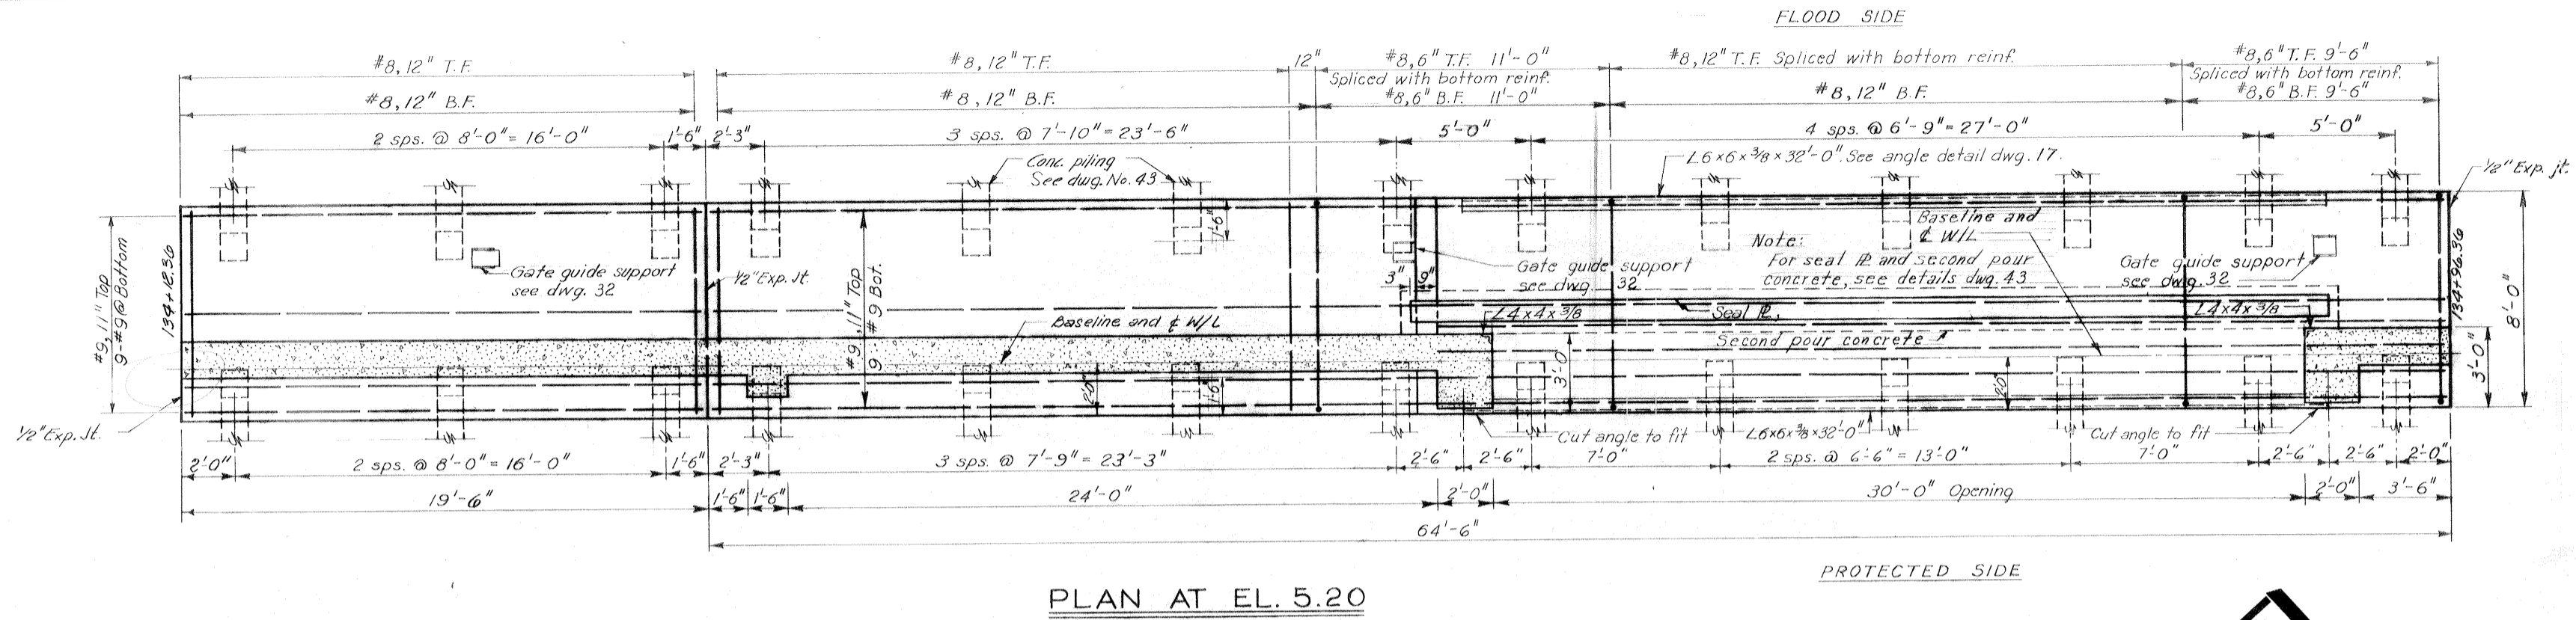 FLOOD SIDE
#8, 12" T.F.
#8, 12" T.F.
12"
#8, 6" T.F. 11'-0"
Spliced with bottom reinf.
#8, 6" B.F. 11'-0"
#8, 12" T.F. Spliced with bottom reinf.
#8, 6" T.F. 9'-6"
Spliced with bottom reinf.
#8, 6" B.F. 9'-6"
#8, 12" B.F.
#8, 12" B.F.
#8, 12" B.F.
2 sps. @ 8'-0" = 16'-0"
1'-6"
2'-3"
3 sps. @ 7'-10" = 23'-6"
5'-0"
4 sps. @ 6'-9" = 27'-0"
5'-0"
Conc. piling
See dwg. No. 43
L6×6×3/8×32'-0". See angle detail dwg. 17.
1/2" Exp. jt.
#9, 11" Top
9-#9@Bottom
134+12.36
Gate guide support
see dwg. 32
1/2" Exp. Jt.
#9, 11" Top
9 #9 Bot.
1'-6"
Baseline and ℄ W/L
3"
9"
Gate guide support
see dwg. 32
Note:
For seal ℙL and second pour
concrete, see details dwg. 43
Baseline and
℄ W/L
Gate guide support
see dwg. 32
134+96.36
8'-0"
L4×4×3/8
Seal ℙL.
L4×4×3/8
Second pour concrete
3'-0
2'-0"
1'-6"
2'-0"
3'-0"
1/2" Exp. Jt.
Cut angle to fit
L6×6×3/8×32'-0"
Cut angle to fit
2'-0"
2 sps. @ 8'-0" = 16'-0"
1'-6"
2'-3"
3 sps. @ 7'-9" = 23'-3"
2'-6"
2'-6"
7'-0"
2 sps. @ 6'-6" = 13'-0"
7'-0"
2'-6
2'-6"
2'-0"
19'-6"
1'-6"
1'-6"
24'-0"
2'-0"
30'-0" Opening
2'-0"
3'-6"
64'-6"
PROTECTED SIDE
PLAN AT EL. 5.20